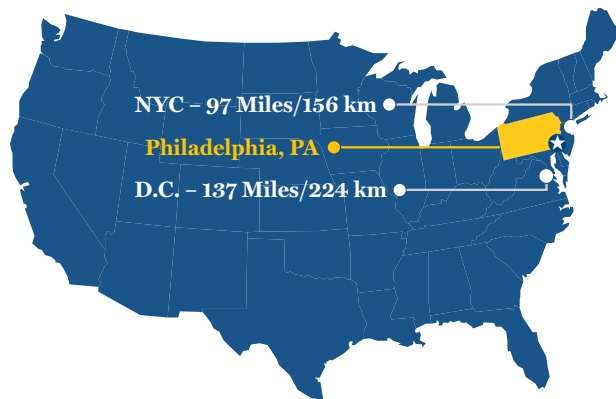 NYC – 97 Miles/156 km
Philadelphia, PA
D.C. – 137 Miles/224 km